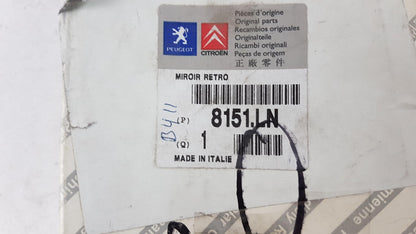 Pièces d'origine
Original parts
Recambios originales
Originalteile
Ricambi originali
Peças de origem
正廠零件
PEUGEOT
CITROËN
MIROIR RETRO
(P) 8151.LN
B411
(Q) 1
MADE IN ITALIE